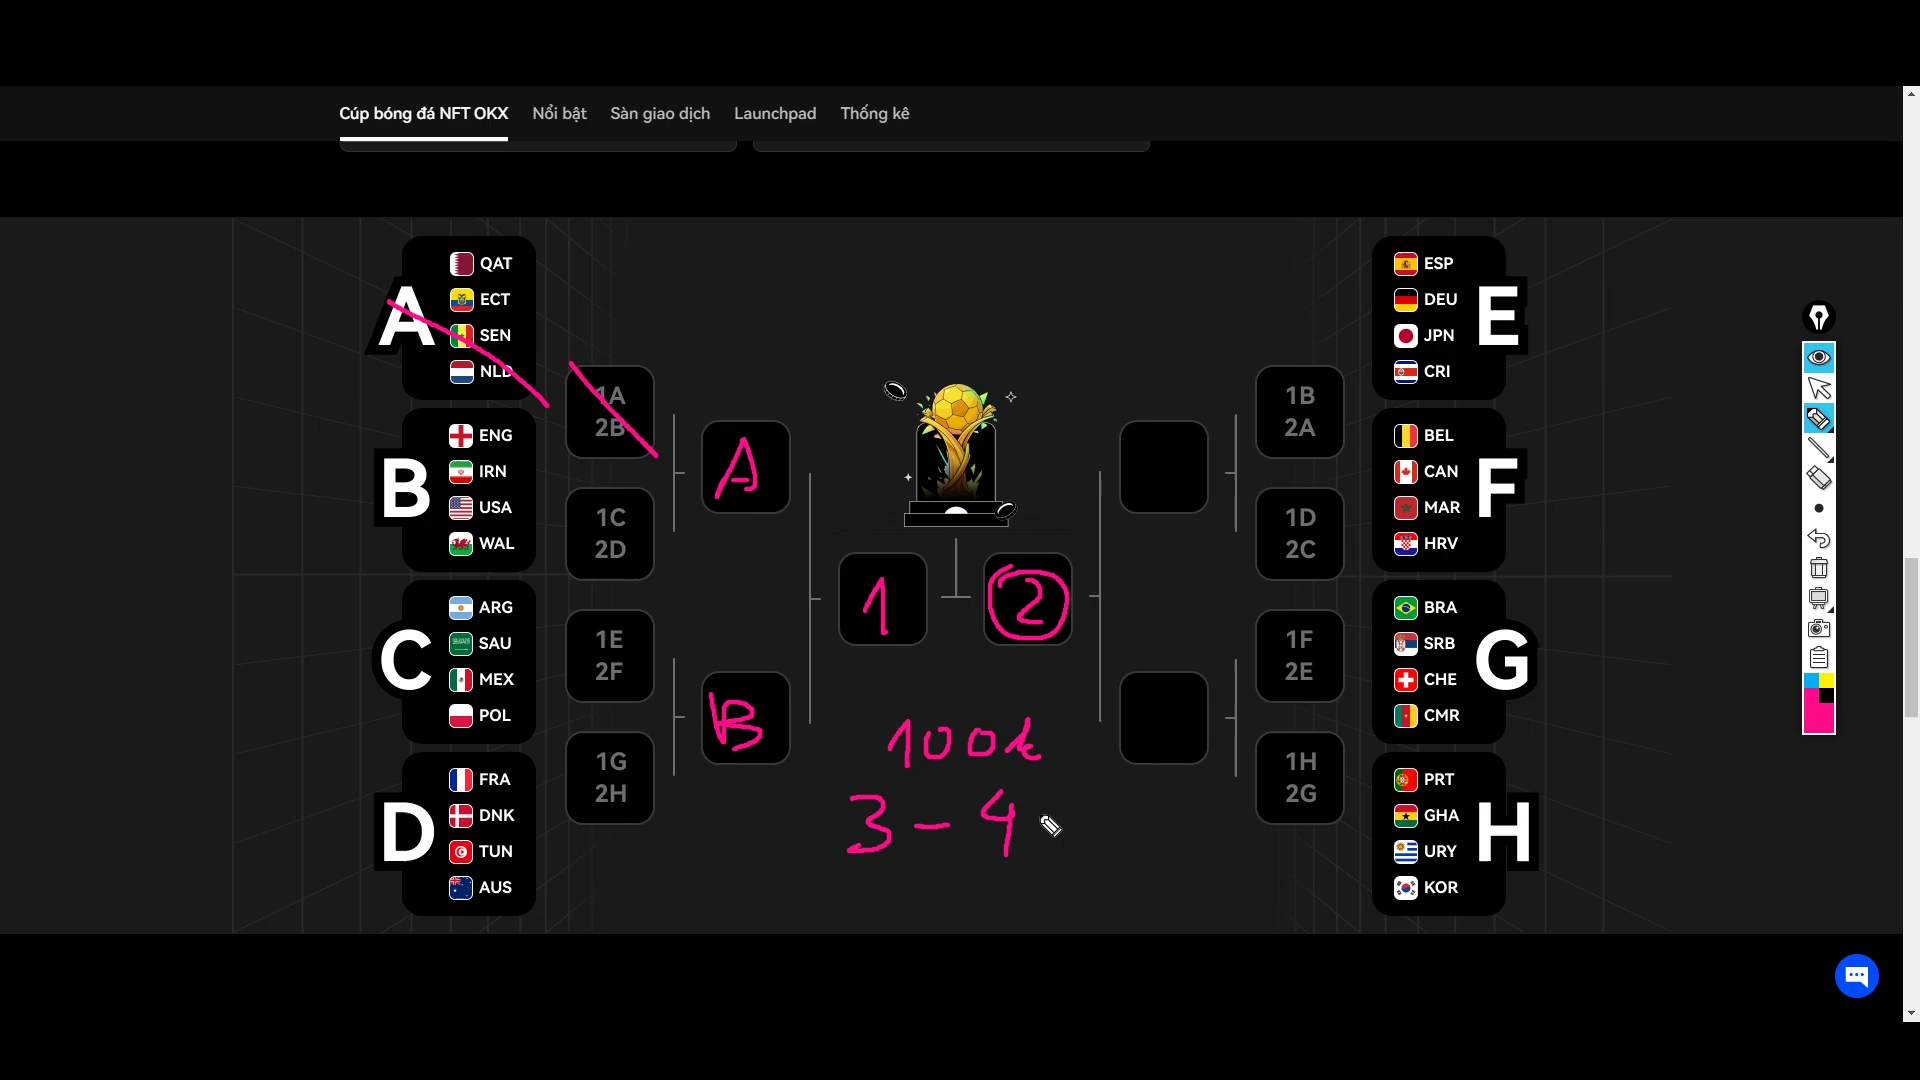 Cúp bóng đá NFT OKX
Nổi bật
Sàn giao dịch
Launchpad
Thống kê
A
QAT
ECT
SEN
NLD
B
ENG
IRN
USA
WAL
C
ARG
SAU
MEX
POL
D
FRA
DNK
TUN
AUS
1A
2B
1C
2D
1E
2F
1G
2H
A
B
1
2
100k
3 - 4
1B
2A
1D
2C
1F
2E
1H
2G
ESP
DEU
JPN
CRI
E
BEL
CAN
MAR
HRV
F
BRA
SRB
CHE
CMR
G
PRT
GHA
URY
KOR
H